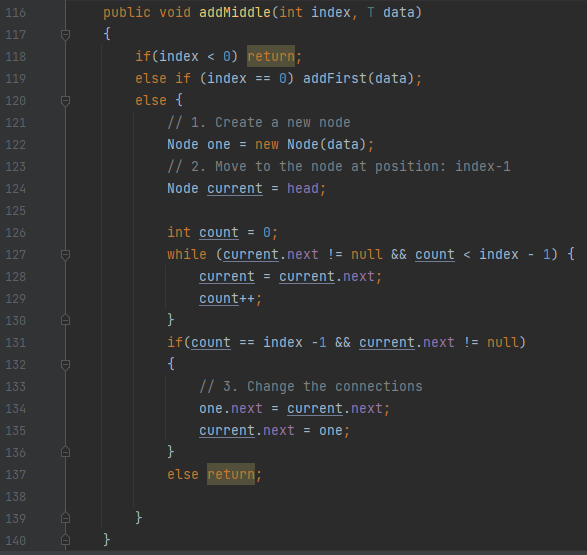 116 public void addMiddle(int index, T data)
117 {
118 if(index < 0) return;
119 else if (index == 0) addFirst(data);
120 else {
121 // 1. Create a new node
122 Node one = new Node(data);
123 // 2. Move to the node at position: index-1
124 Node current = head;
125
126 int count = 0;
127 while (current.next != null && count < index - 1) {
128 current = current.next;
129 count++;
130 }
131 if(count == index -1 && current.next != null)
132 {
133 // 3. Change the connections
134 one.next = current.next;
135 current.next = one;
136 }
137 else return;
138
139 }
140 }